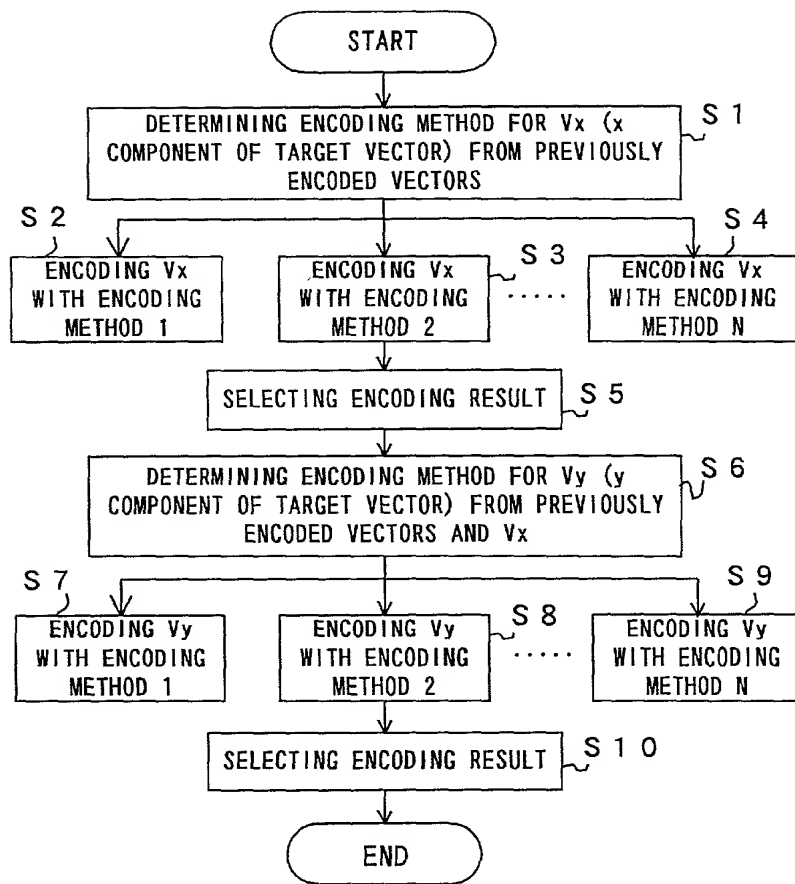 START
S 1
DETERMINING ENCODING METHOD FOR Vx (x
COMPONENT OF TARGET VECTOR) FROM PREVIOUSLY
ENCODED VECTORS
S 2
ENCODING Vx
WITH ENCODING
METHOD 1
S 3
ENCODING Vx
WITH ENCODING
METHOD 2
.....
S 4
ENCODING Vx
WITH ENCODING
METHOD N
SELECTING ENCODING RESULT
S 5
DETERMINING ENCODING METHOD FOR Vy (y
COMPONENT OF TARGET VECTOR) FROM PREVIOUSLY
ENCODED VECTORS AND Vx
S 6
S 7
ENCODING Vy
WITH ENCODING
METHOD 1
S 8
ENCODING Vy
WITH ENCODING
METHOD 2
.....
S 9
ENCODING Vy
WITH ENCODING
METHOD N
SELECTING ENCODING RESULT
S 10
END